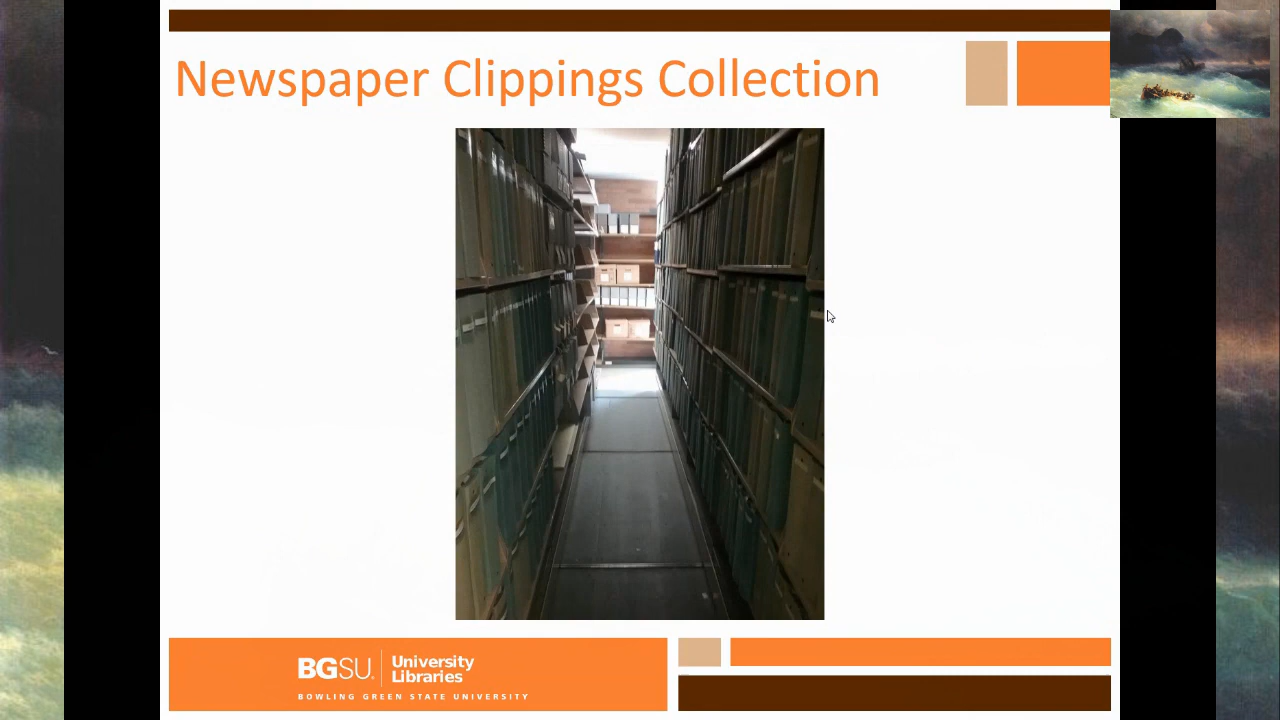 Newspaper Clippings Collection
BGSU University
Libraries
BOWLING GREEN STATE UNIVERSITY